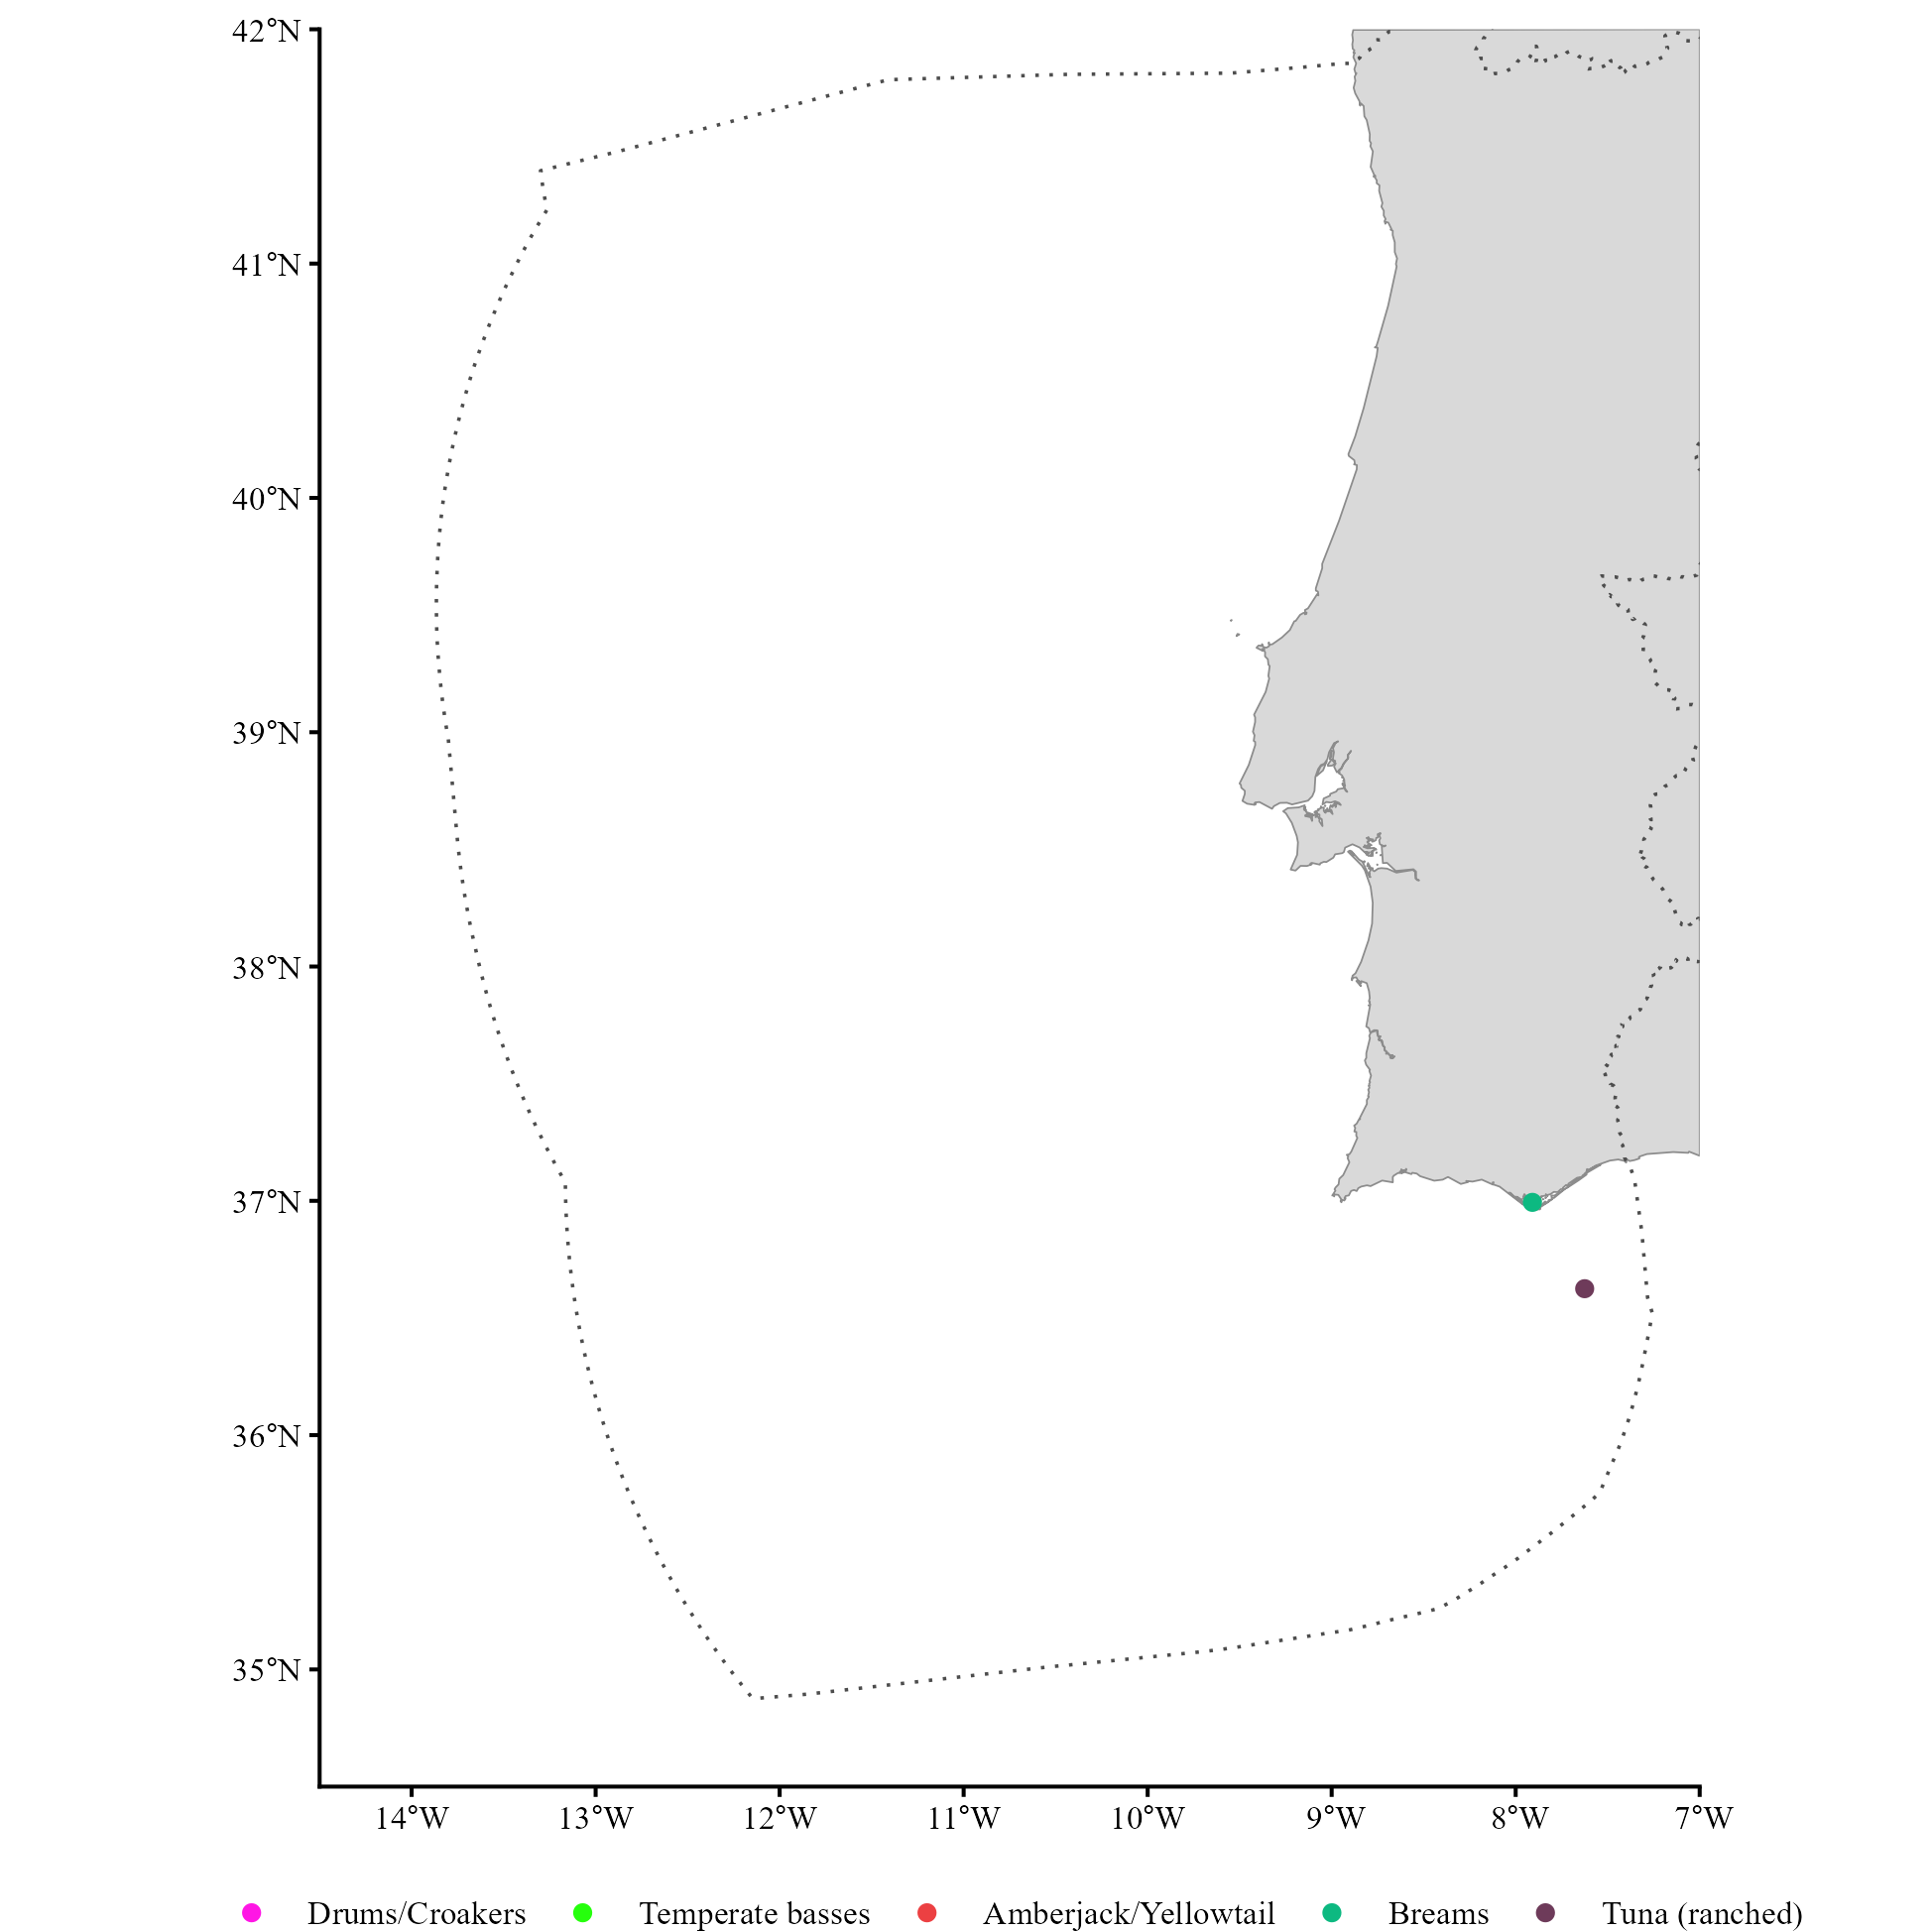 42°N
41°N
40°N
39°N
38°N
37°N
36°N
35°N
14°W 13°W 12°W 11°W 10°W 9°W 8°W 7°W
Drums/Croakers Temperate basses Amberjack/Yellowtail Breams Tuna (ranched)